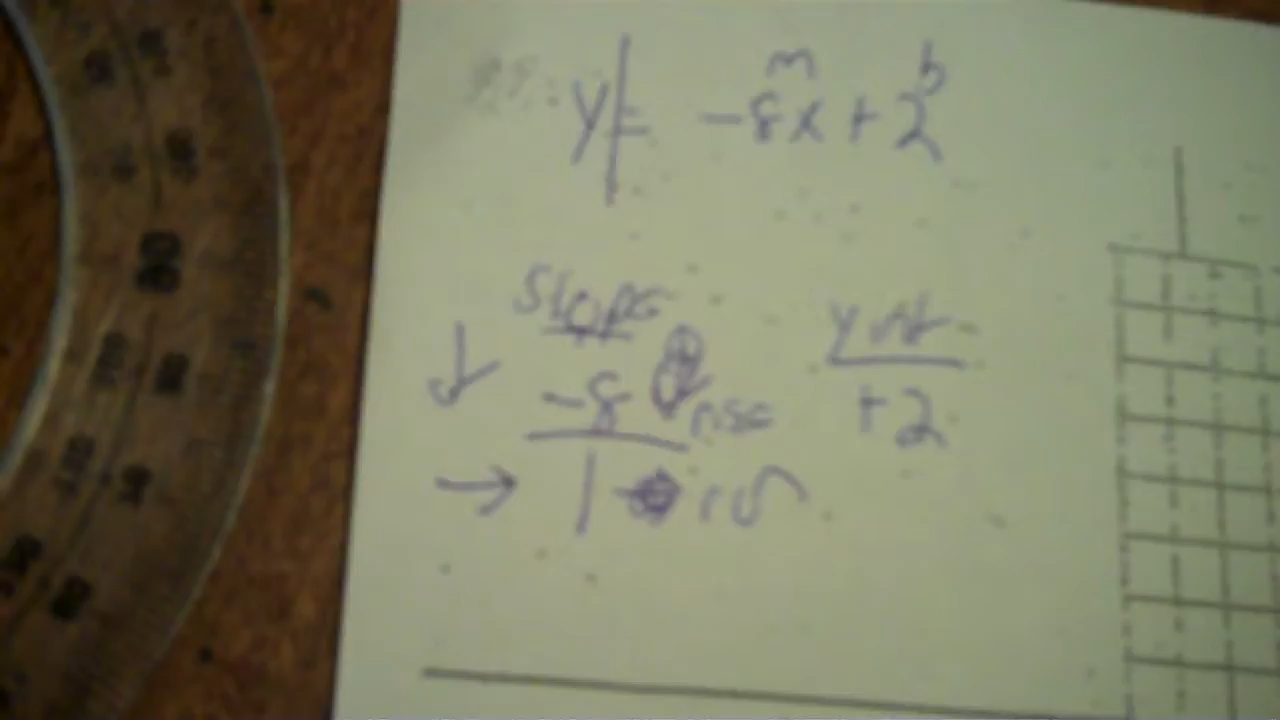 m b
y = -8x + 2
slope y int
-8 rise +2
1 run